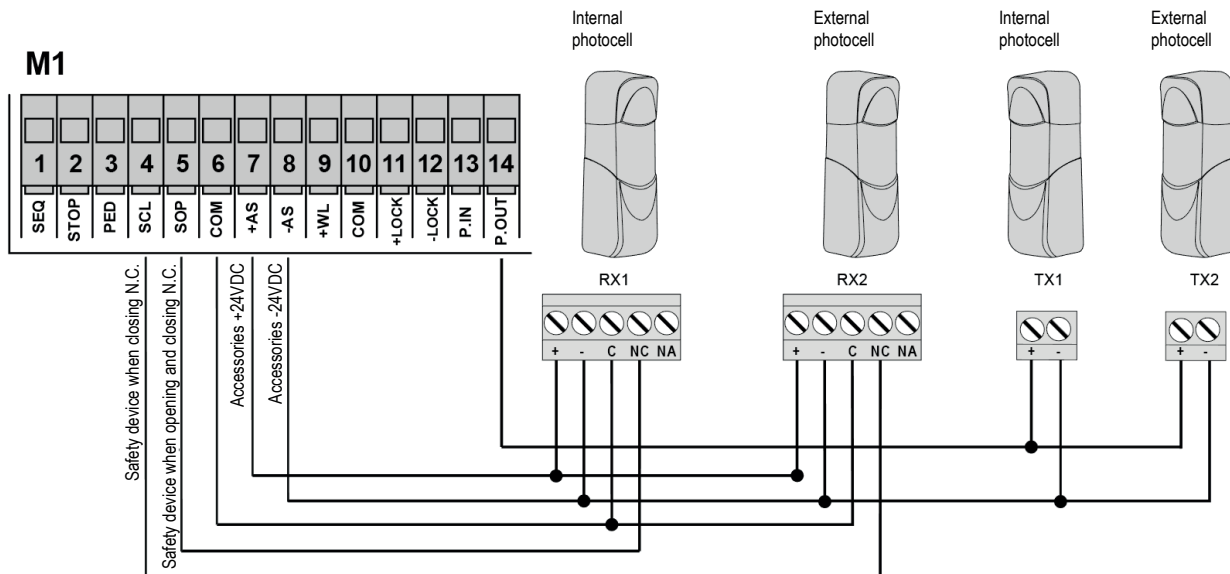 Internal
photocell
External
photocell
Internal
photocell
External
photocell
M1
1 2 3 4 5 6 7 8 9 10 11 12 13 14
SEQ STOP PED SCL SOP COM +AS -AS +WL COM +LOCK -LOCK P.IN P.OUT
Safety device when closing N.C.
Safety device when opening and closing N.C.
Accessories +24VDC
Accessories -24VDC
RX1
RX2
TX1
TX2
+ - C NC NA
+ - C NC NA
+ -
+ -